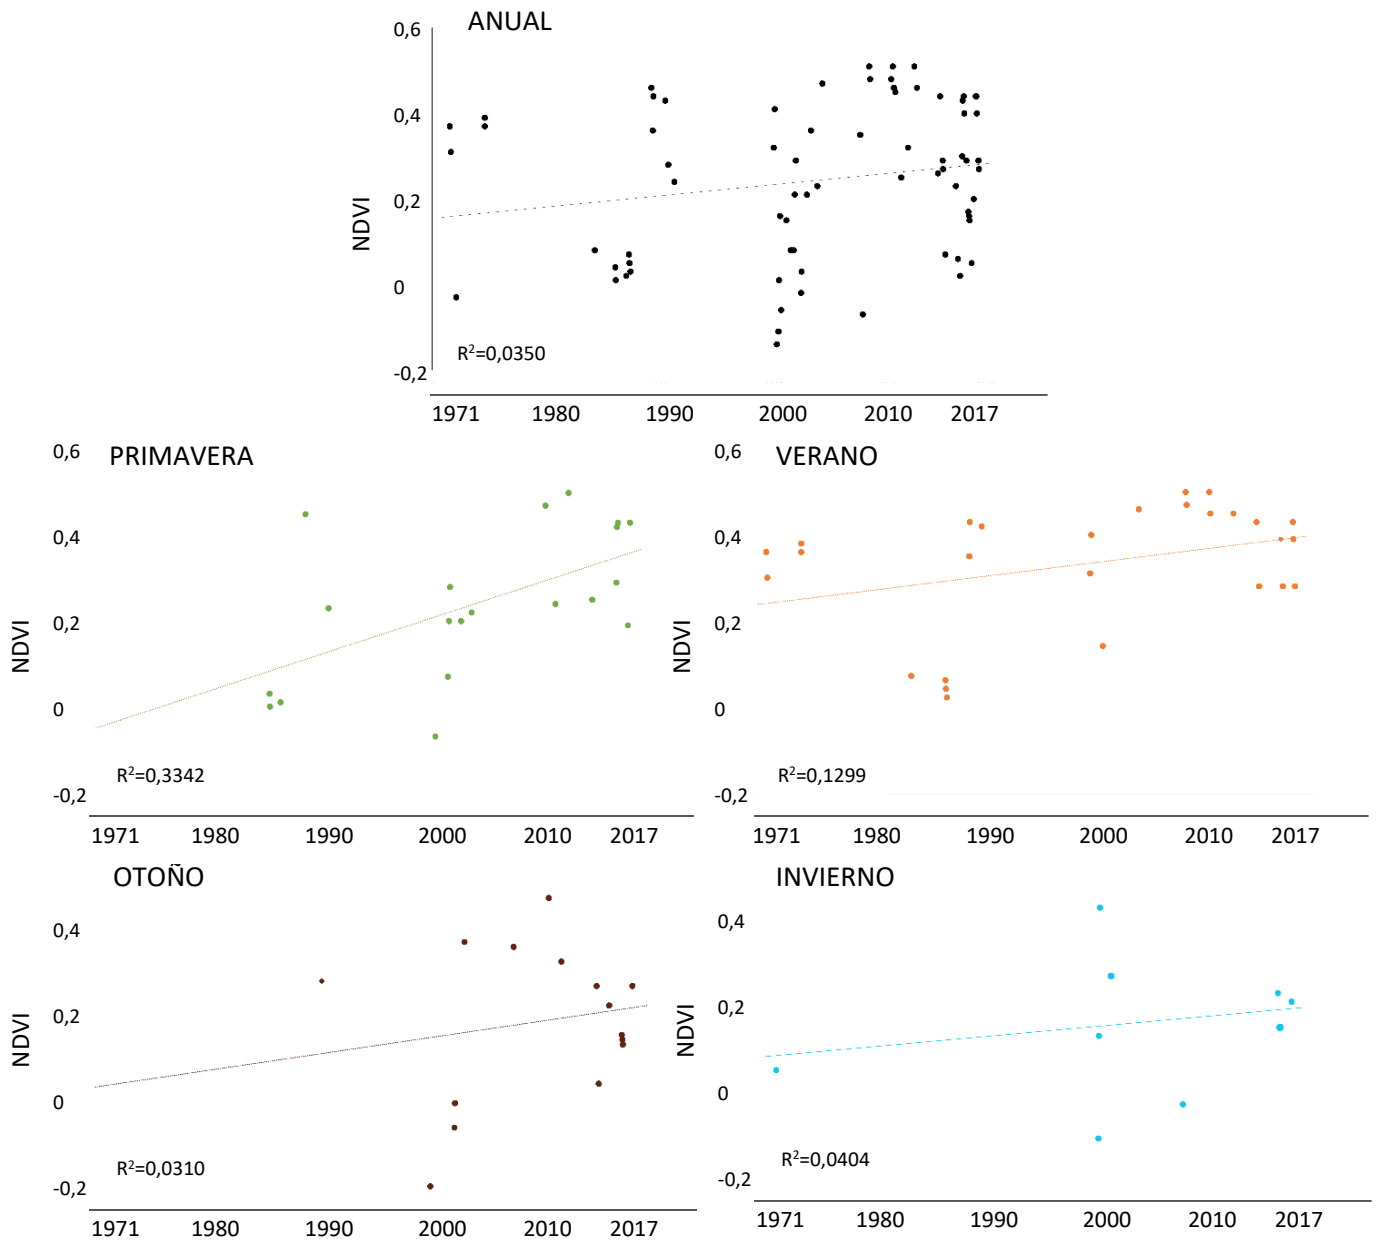 ANUAL
0,6
0,4
0,2
0
-0,2
NDVI
R²=0,0350
1971 1980 1990 2000 2010 2017
PRIMAVERA
0,6
0,4
0,2
0
-0,2
NDVI
R²=0,3342
1971 1980 1990 2000 2010 2017
VERANO
0,6
0,4
0,2
0
-0,2
NDVI
R²=0,1299
1971 1980 1990 2000 2010 2017
OTOÑO
0,4
0,2
0
-0,2
NDVI
R²=0,0310
1971 1980 1990 2000 2010 2017
INVIERNO
0,4
0,2
0
-0,2
NDVI
R²=0,0404
1971 1980 1990 2000 2010 2017